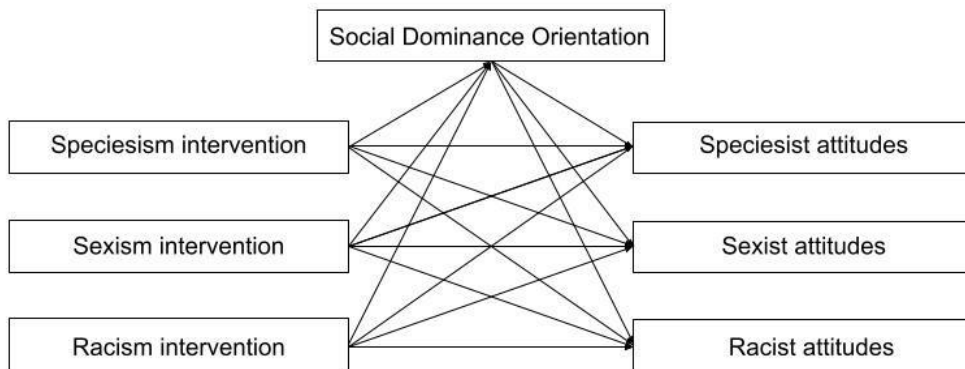 Social Dominance Orientation
Speciesism intervention
Speciesist attitudes
Sexism intervention
Sexist attitudes
Racism intervention
Racist attitudes